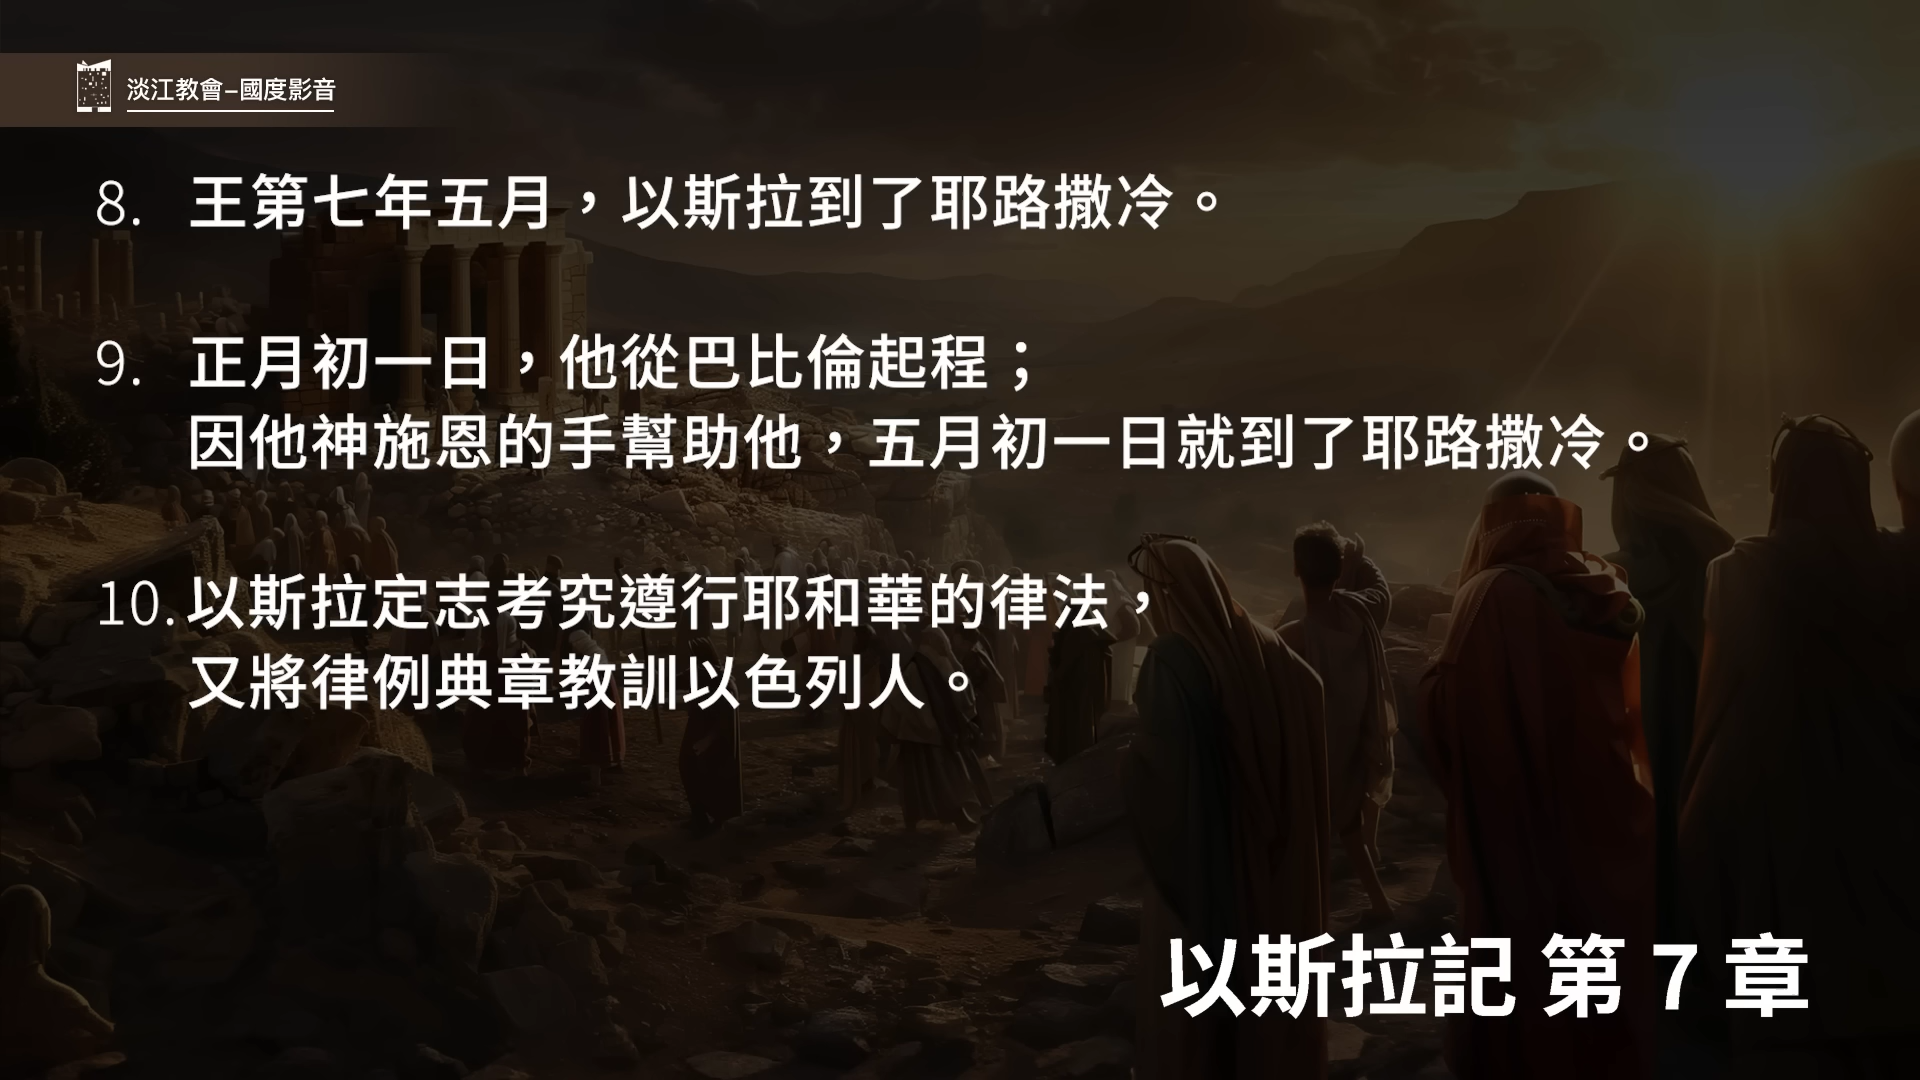 淡江教會–國度影音
8. 王第七年五月，以斯拉到了耶路撒冷。
9. 正月初一日，他從巴比倫起程；
因他神施恩的手幫助他，五月初一日就到了耶路撒冷。
10. 以斯拉定志考究遵行耶和華的律法，
又將律例典章教訓以色列人。
以斯拉記 第 7 章